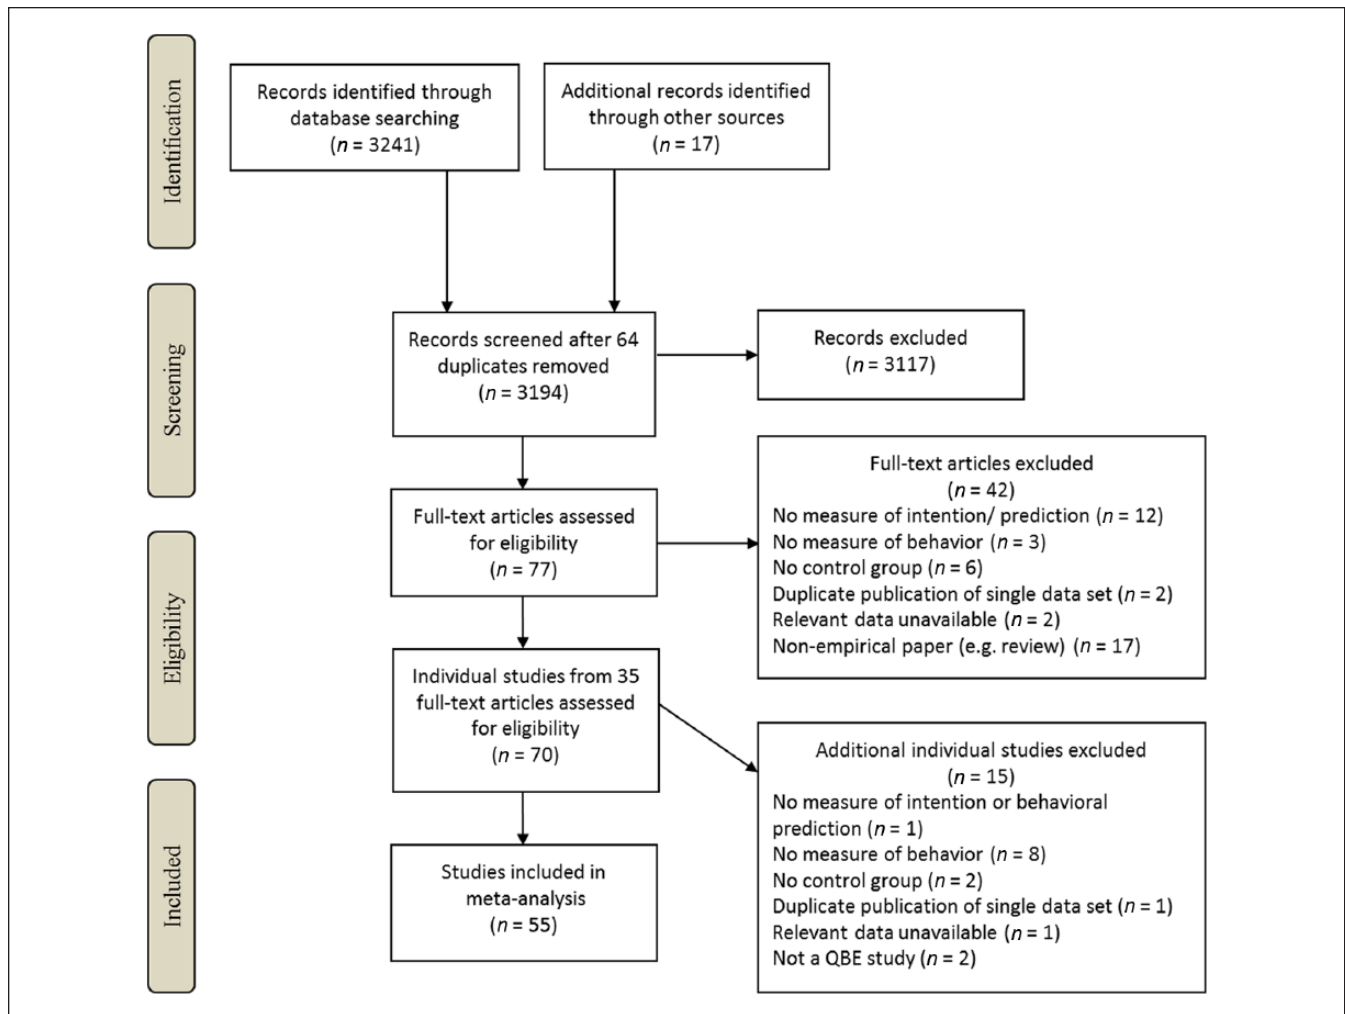 Identification
Records identified through
database searching
(n = 3241)
Additional records identified
through other sources
(n = 17)
Screening
Records screened after 64
duplicates removed
(n = 3194)
Records excluded
(n = 3117)
Eligibility
Full-text articles assessed
for eligibility
(n = 77)
Full-text articles excluded
(n = 42)
No measure of intention/ prediction (n = 12)
No measure of behavior (n = 3)
No control group (n = 6)
Duplicate publication of single data set (n = 2)
Relevant data unavailable (n = 2)
Non-empirical paper (e.g. review) (n = 17)
Individual studies from 35
full-text articles assessed
for eligibility
(n = 70)
Additional individual studies excluded
(n = 15)
No measure of intention or behavioral
prediction (n = 1)
No measure of behavior (n = 8)
No control group (n = 2)
Duplicate publication of single data set (n = 1)
Relevant data unavailable (n = 1)
Not a QBE study (n = 2)
Included
Studies included in
meta-analysis
(n = 55)